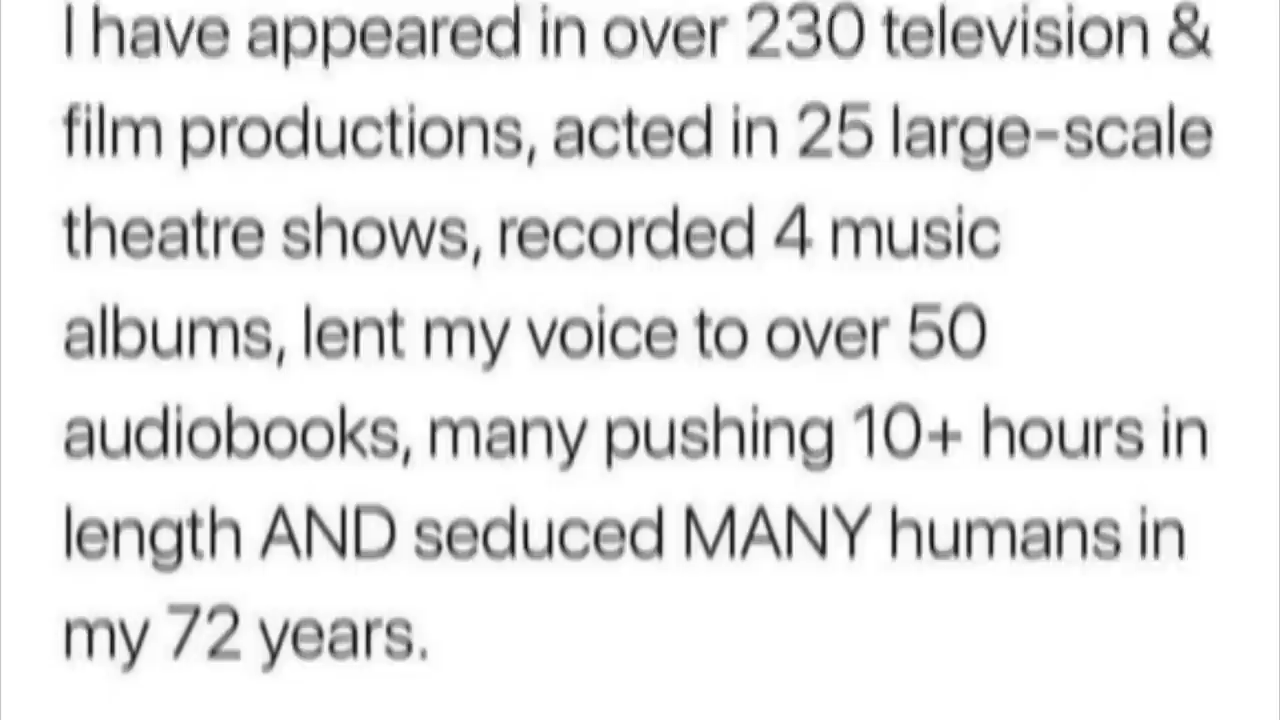 I have appeared in over 230 television &
film productions, acted in 25 large-scale
theatre shows, recorded 4 music
albums, lent my voice to over 50
audiobooks, many pushing 10+ hours in
length AND seduced MANY humans in
my 72 years.